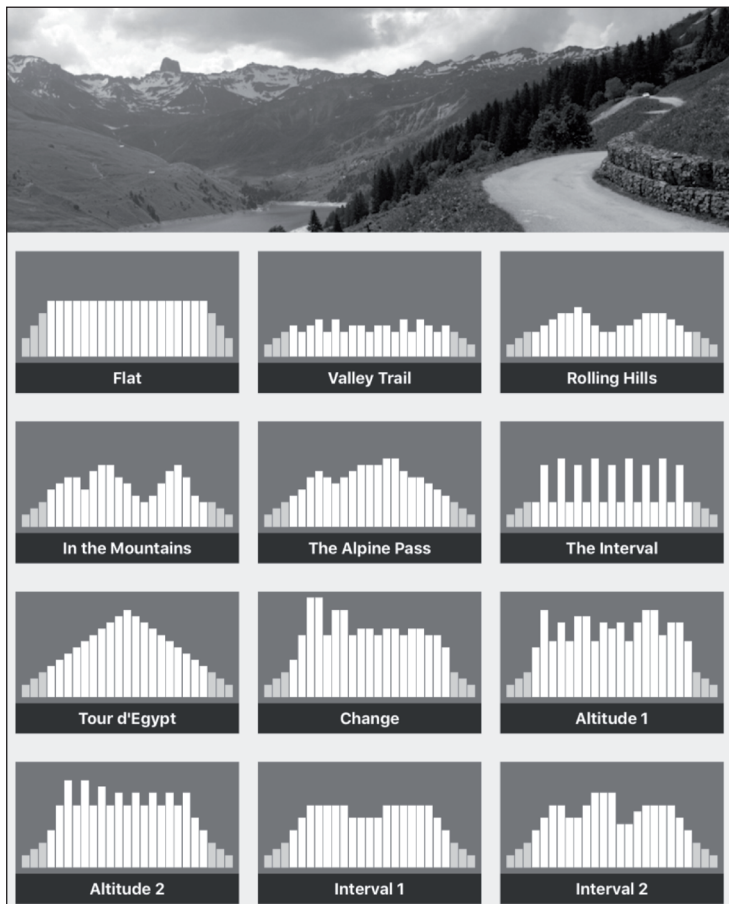 Flat
Valley Trail
Rolling Hills
In the Mountains
The Alpine Pass
The Interval
Tour d'Egypt
Change
Altitude 1
Altitude 2
Interval 1
Interval 2